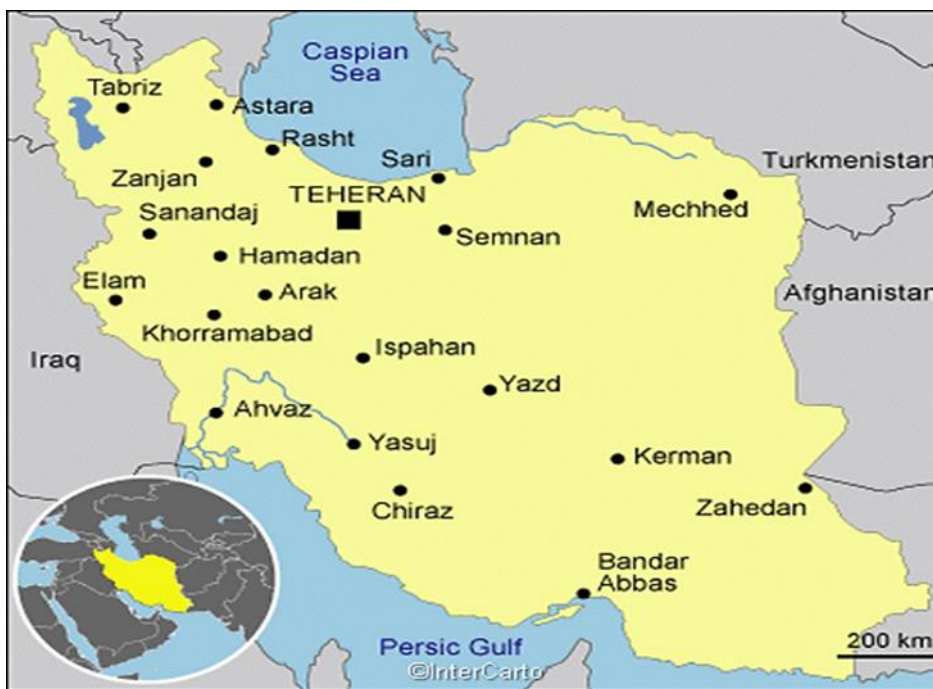 Caspian
Sea
Tabriz
Astara
Rasht
Sari
Turkmenistan
Zanjan
TEHERAN
Mechhed
Sanandaj
Semnan
Hamadan
Elam
Arak
Afghanistan
Khorramabad
Ispahan
Iraq
Yazd
Ahvaz
Yasuj
Kerman
Chiraz
Zahedan
Bandar
Abbas
Persic Gulf
200 km
©InterCarto